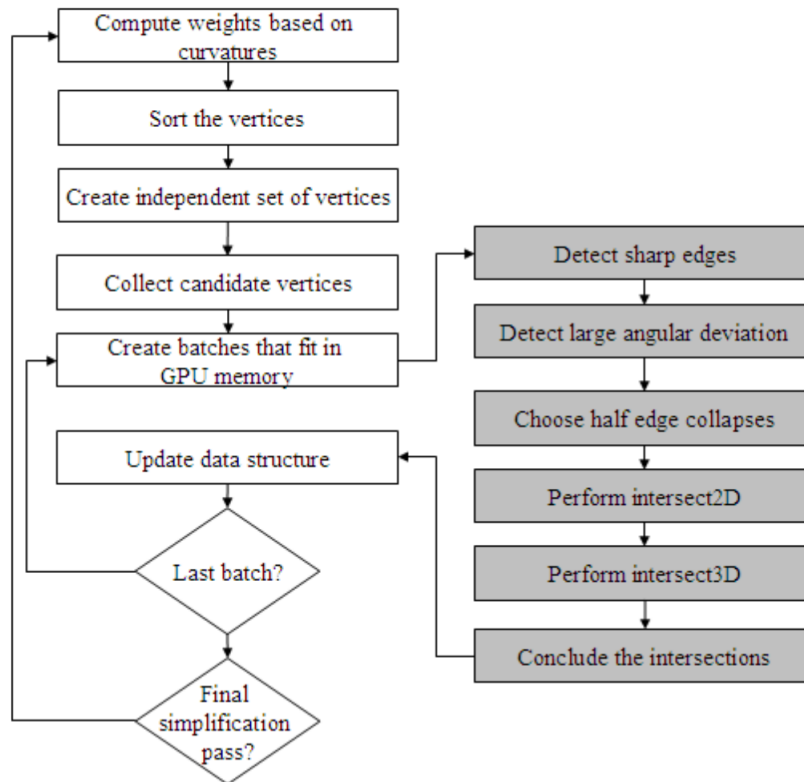 Compute weights based on
curvatures
Sort the vertices
Create independent set of vertices
Collect candidate vertices
Create batches that fit in
GPU memory
Detect sharp edges
Detect large angular deviation
Choose half edge collapses
Perform intersect2D
Perform intersect3D
Conclude the intersections
Update data structure
Last batch?
Final
simplification
pass?